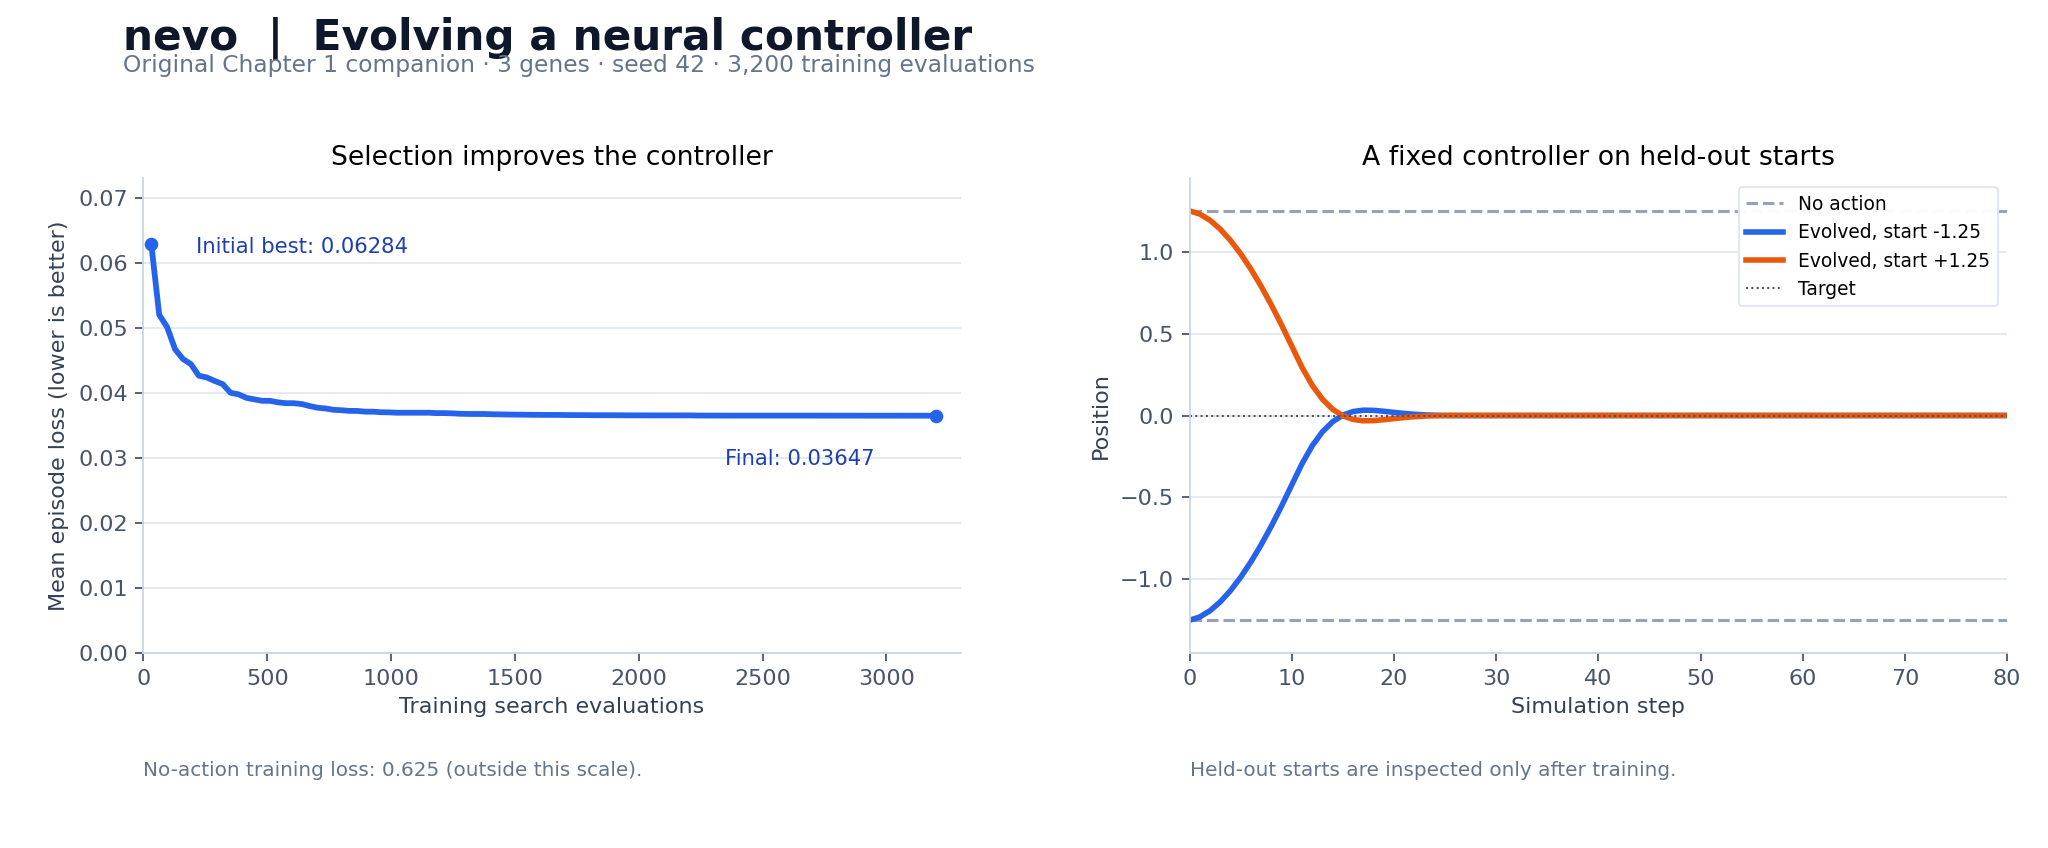 nevo | Evolving a neural controller
Original Chapter 1 companion · 3 genes · seed 42 · 3,200 training evaluations
Selection improves the controller
Mean episode loss (lower is better)
0.07
0.06
0.05
0.04
0.03
0.02
0.01
0.00
Initial best: 0.06284
Final: 0.03647
0 500 1000 1500 2000 2500 3000
Training search evaluations
No-action training loss: 0.625 (outside this scale).
A fixed controller on held-out starts
Position
1.0
0.5
0.0
−0.5
−1.0
No action
Evolved, start -1.25
Evolved, start +1.25
Target
0 10 20 30 40 50 60 70 80
Simulation step
Held-out starts are inspected only after training.